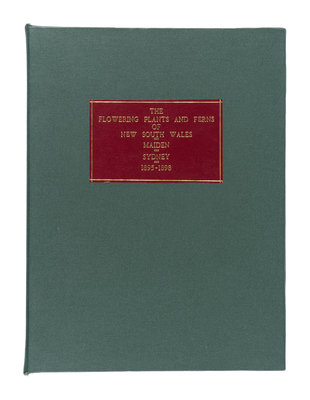 THE
FLOWERING PLANTS AND FERNS
OF
NEW SOUTH WALES
MAIDEN
SYDNEY
1895-1898